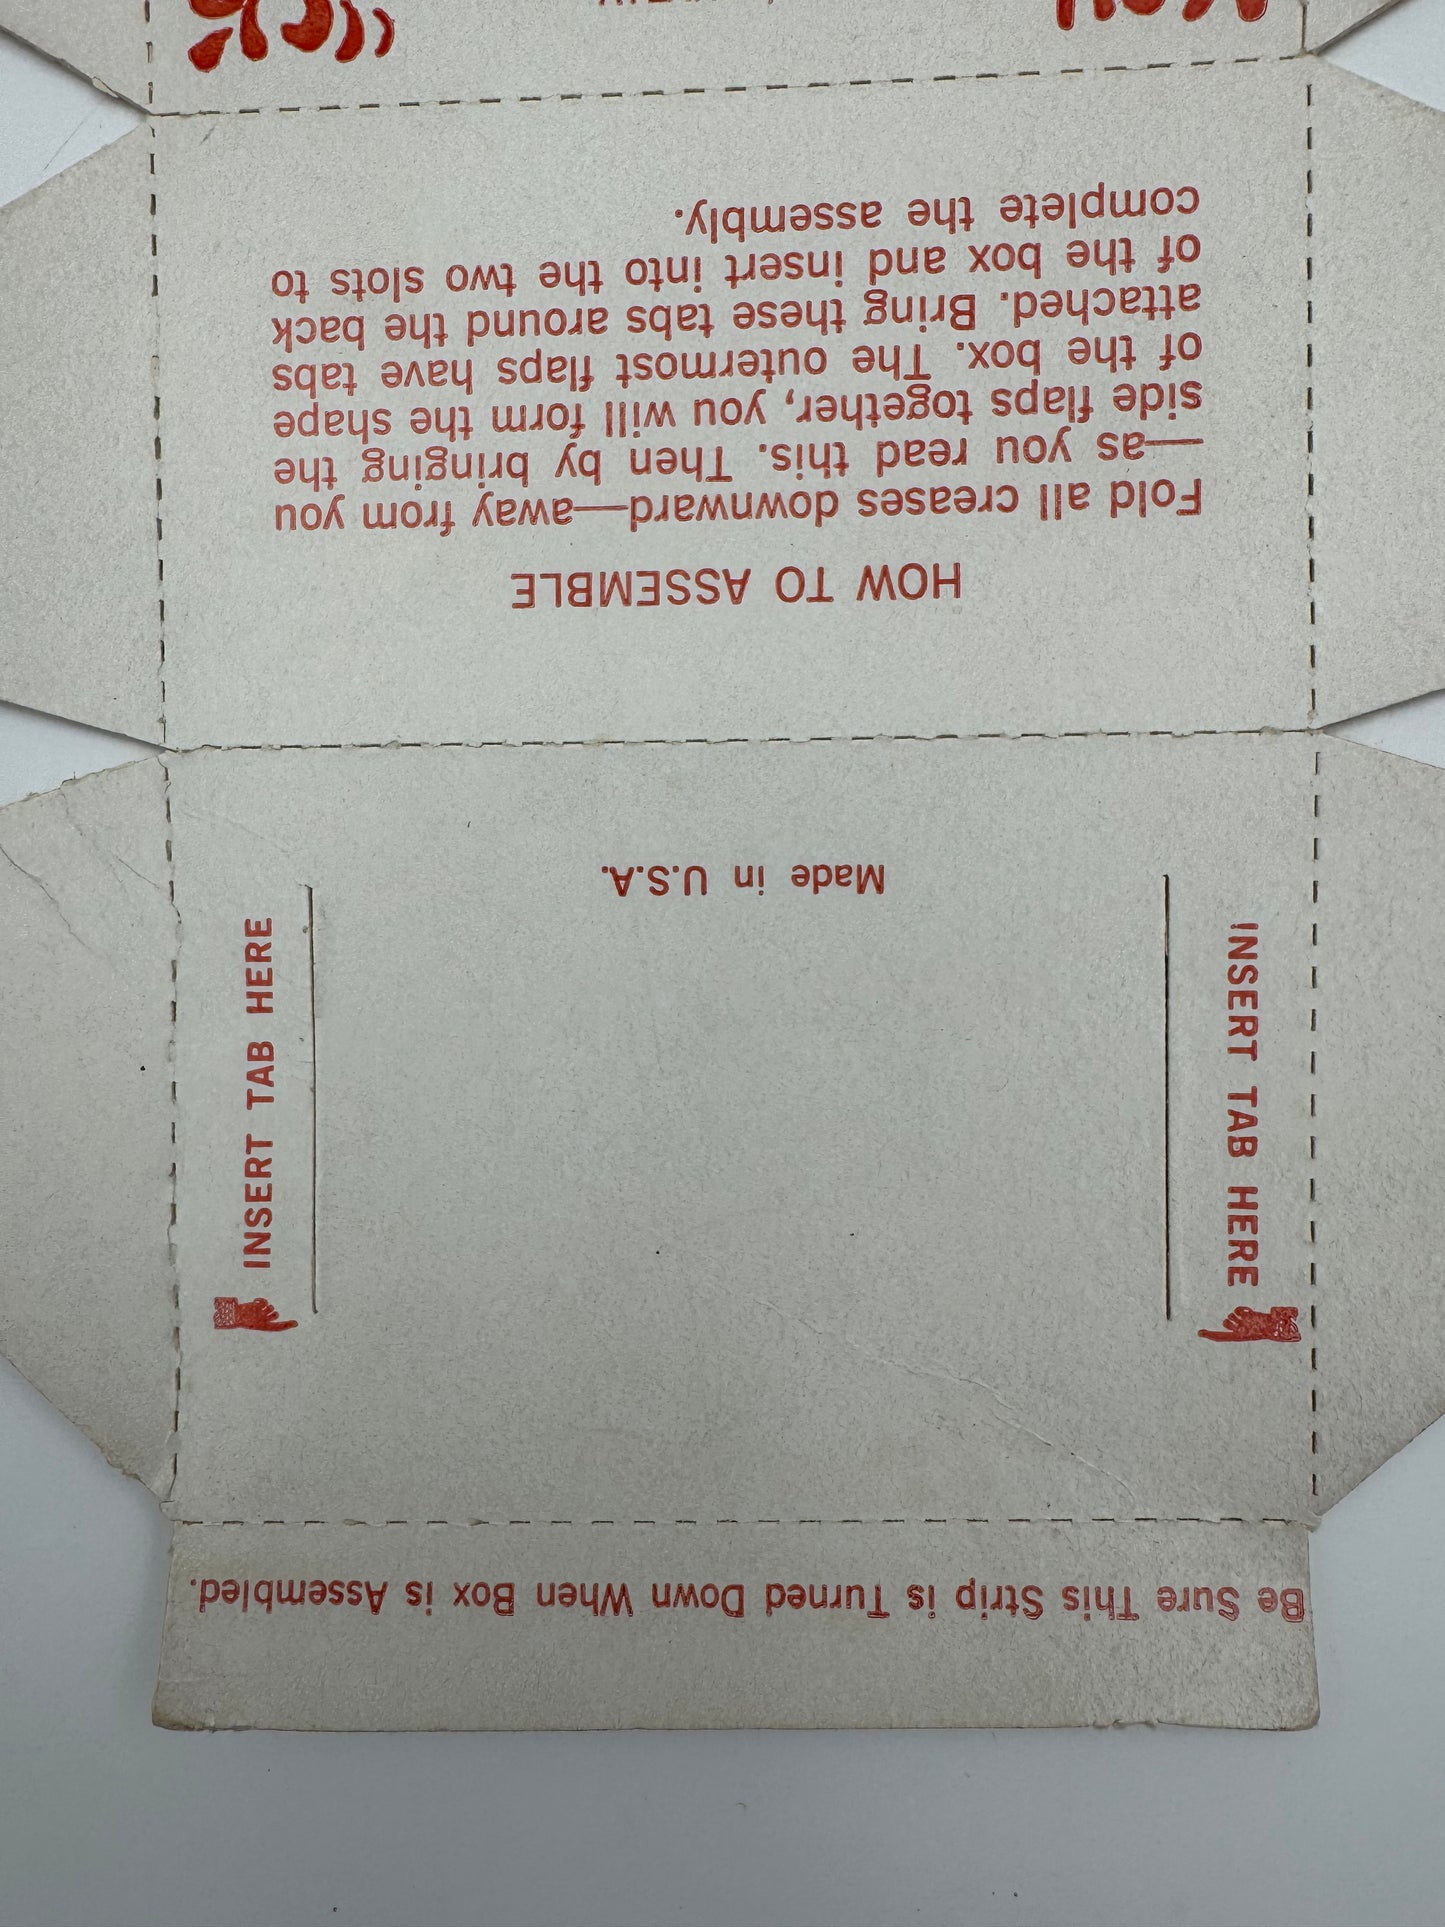 Be Sure This Strip is Turned Down When Box is Assembled.
INSERT TAB HERE
INSERT TAB HERE
Made in U.S.A.
HOW TO ASSEMBLE
Fold all creases downward—away from you
—as you read this. Then by bringing the
side flaps together, you will form the shape
of the box. The outermost flaps have tabs
attached. Bring these tabs around the back
of the box and insert into the two slots to
complete the assembly.